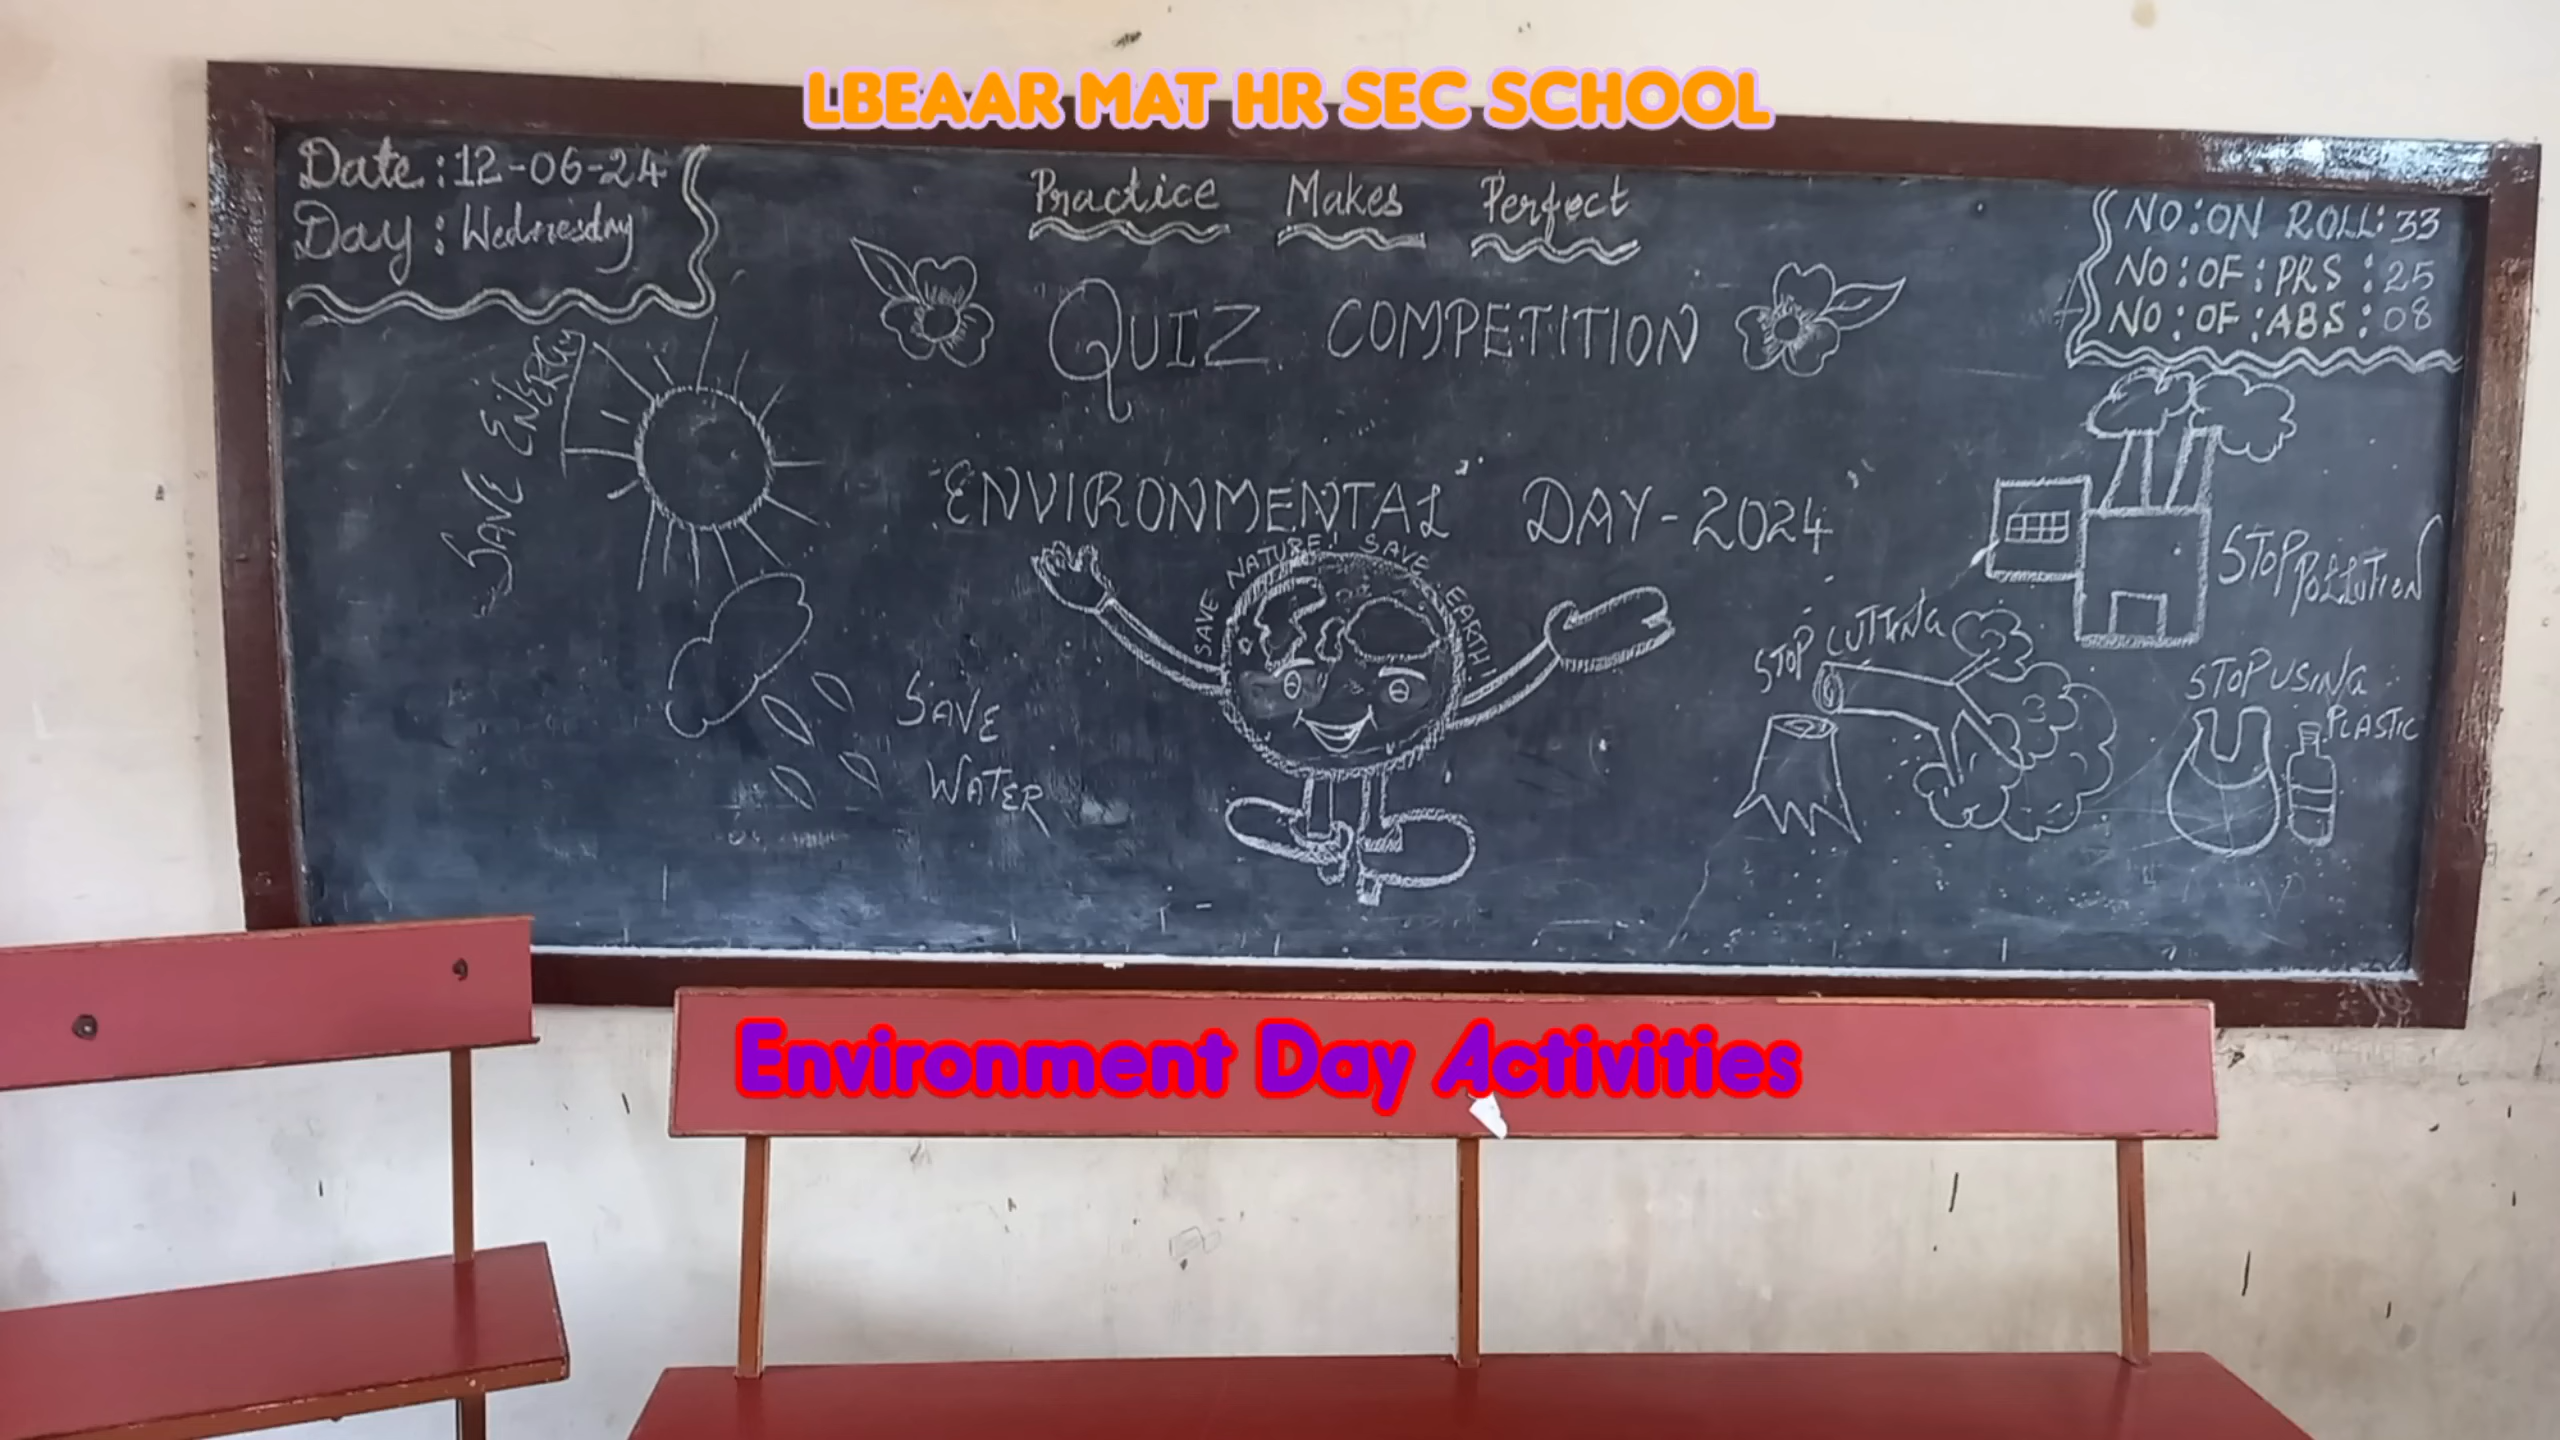 LBEAAR MAT HR SEC SCHOOL
Date : 12-06-24
Day : Wednesday
Practice Makes Perfect
NO : ON ROLL : 33
NO : OF : PRS : 25
NO : OF : ABS : 08
QUIZ COMPETITION
"ENVIRONMENTAL" DAY - 2024"
SAVE ENERGY
SAVE NATURE! SAVE EARTH!
SAVE
WATER
STOP POLLUTION
STOP CUTTING
STOP USING
PLASTIC
Environment Day Activities